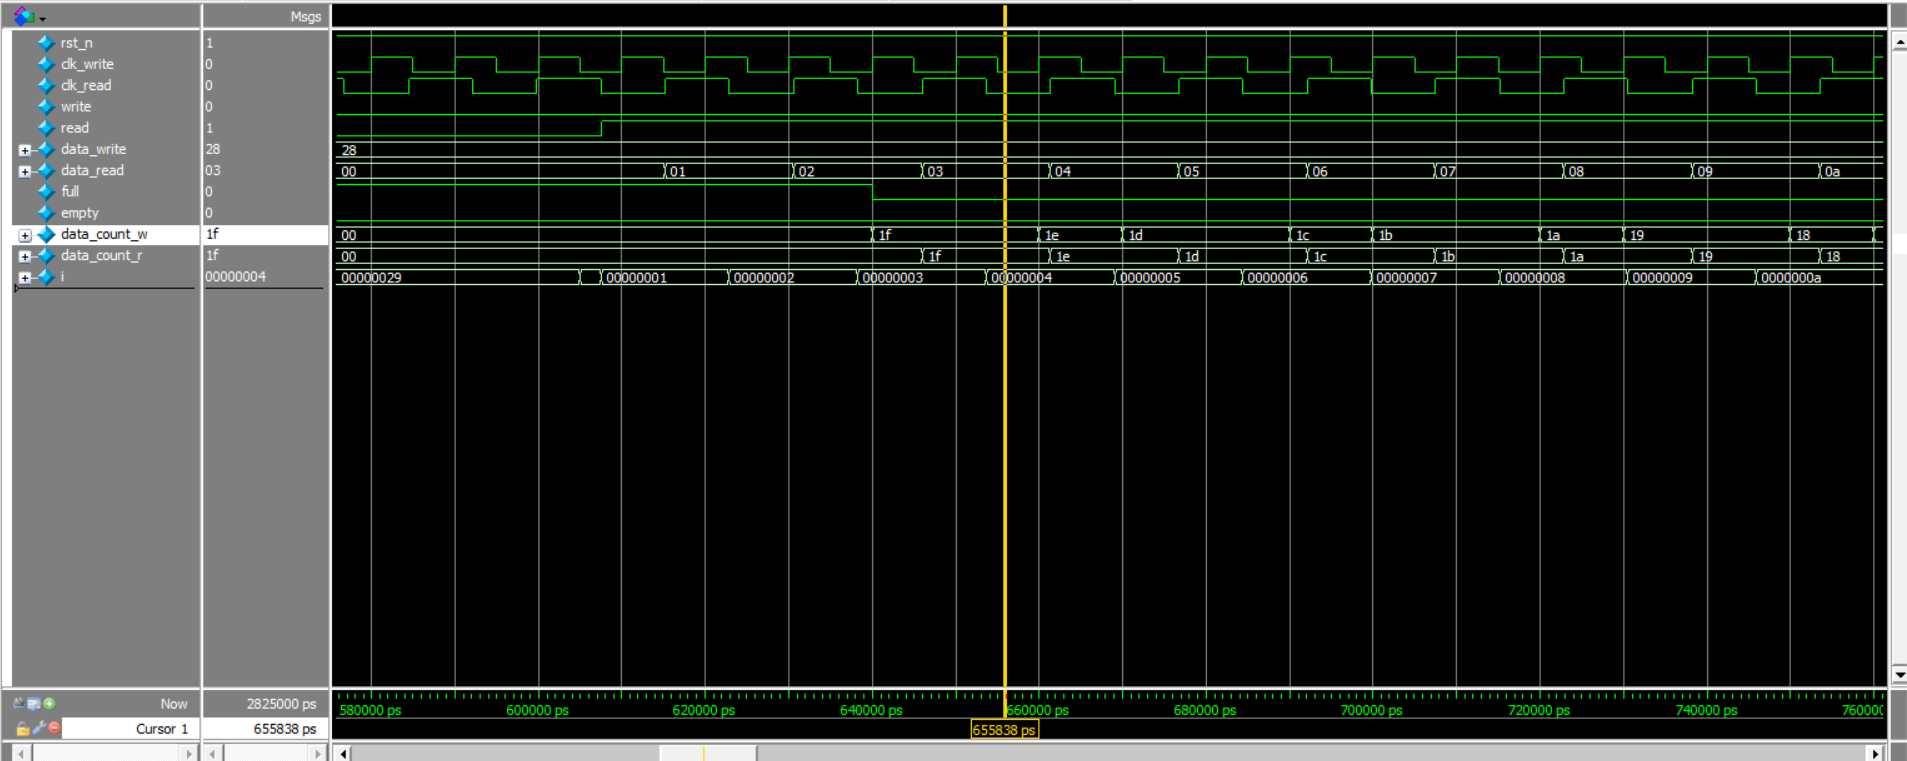 Msgs
rst_n 1
clk_write 0
clk_read 0
write 0
read 1
data_write 28 28
data_read 03 00 01 02 03 04 05 06 07 08 09 0a
full 0
empty 0
data_count_w 1f 00 1f 1e 1d 1c 1b 1a 19 18
data_count_r 1f 00 1f 1e 1d 1c 1b 1a 19 18
i 00000004 00000029 00000001 00000002 00000003 00000004 00000005 00000006 00000007 00000008 00000009 0000000a
Now 2825000 ps 580000 ps 600000 ps 620000 ps 640000 ps 660000 ps 680000 ps 700000 ps 720000 ps 740000 ps 760000
Cursor 1 655838 ps 655838 ps